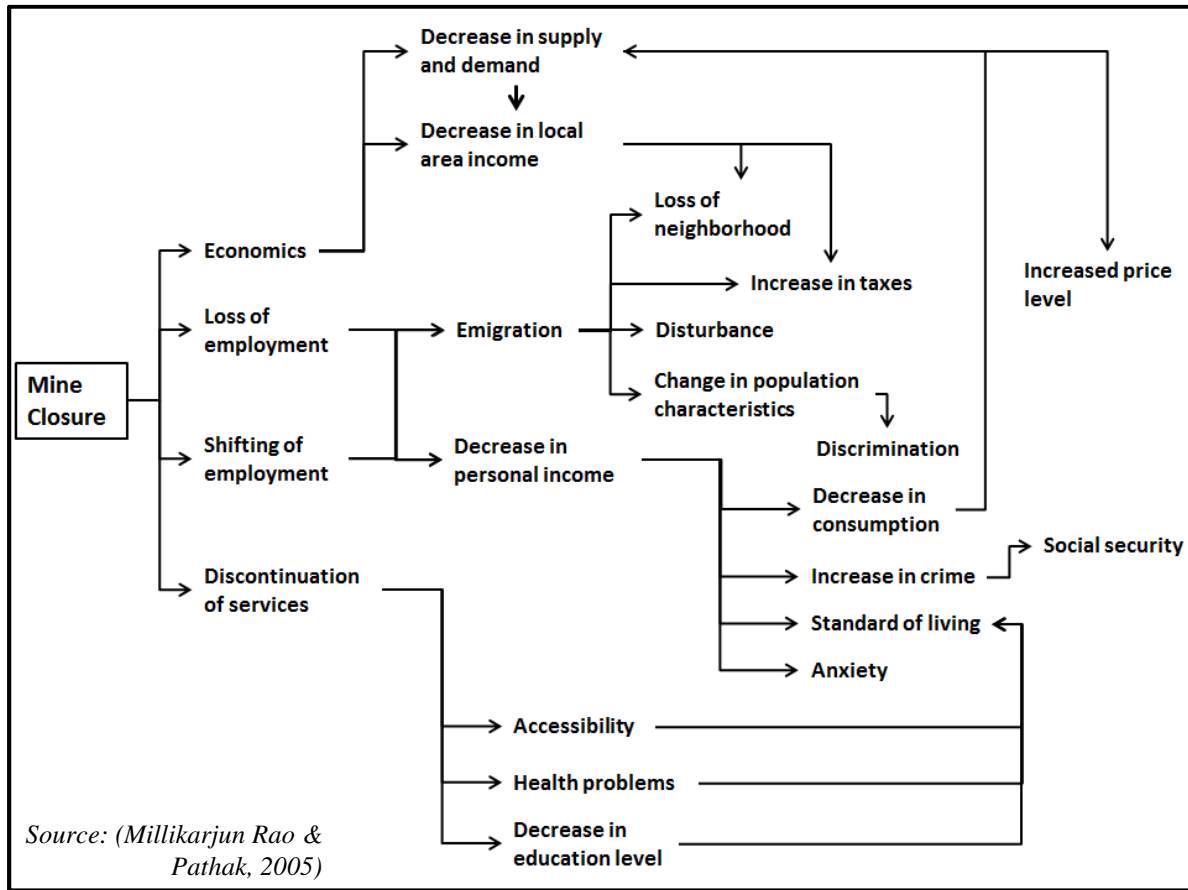 Decrease in supply
and demand
Decrease in local
area income
Loss of
neighborhood
Economics
Increase in taxes
Increased price
level
Loss of
employment
Emigration
Disturbance
Mine
Closure
Change in population
characteristics
Shifting of
employment
Decrease in
personal income
Discrimination
Decrease in
consumption
Social security
Discontinuation
of services
Increase in crime
Standard of living
Anxiety
Accessibility
Health problems
Decrease in
education level
Source: (Millikarjun Rao &
Pathak, 2005)